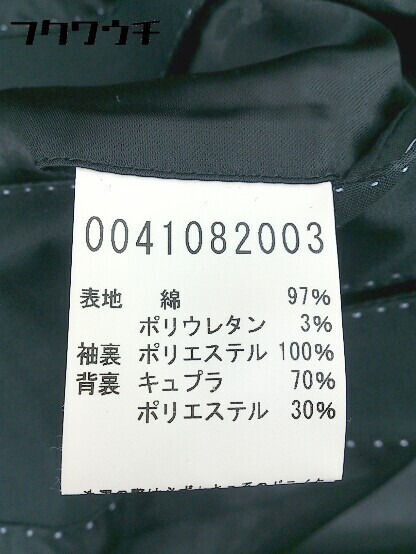 フクワウチ
0041082003
表地 綿 97%
ポリウレタン 3%
袖裏 ポリエステル 100%
背裏 キュプラ 70%
ポリエステル 30%